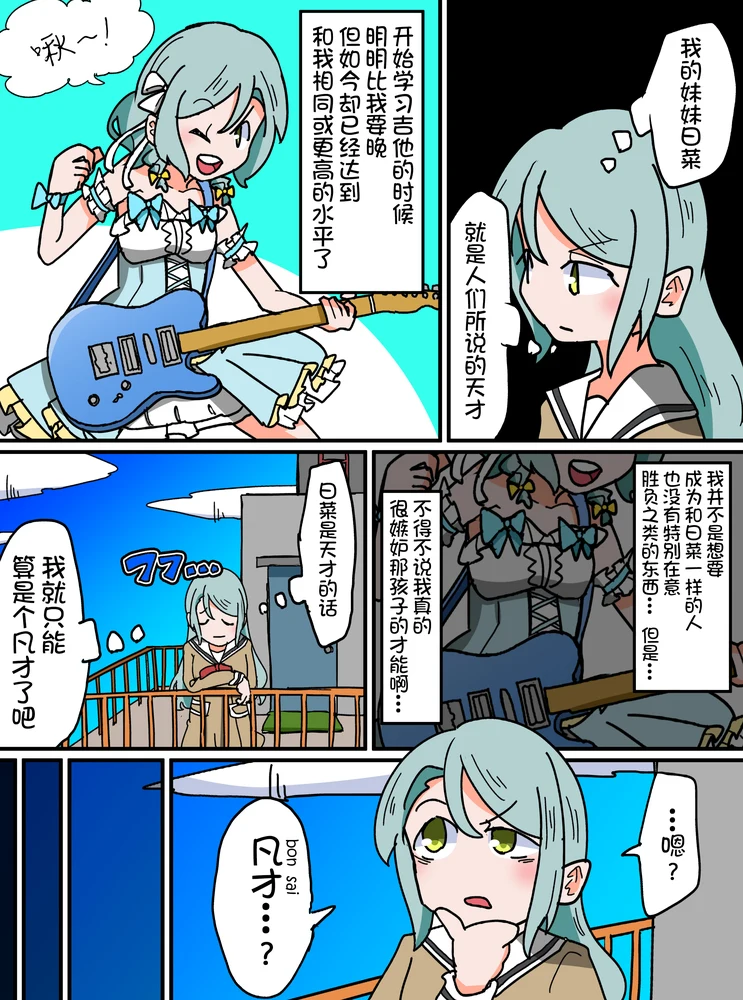 我的妹妹日菜
就是人们所说的天才
开始学习吉他的时候
明明比我要晚
但如今却已经达到
和我相同或更高的水平了
啾～!
我并不是想要
成为和日菜一样的人
也没有特别在意
胜负之类的东西… 但是…
不得不说我真的
很嫉妒那孩子的才能啊…
日菜是天才的话
フフ…
我就只能
算是个凡才了吧
…嗯?
bon sai
凡才…?